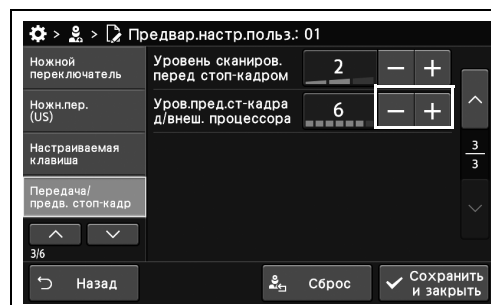 > > Предвар.настр.польз.: 01
Ножной
переключатель
Ножн.пер.
(US)
Настраиваемая
клавиша
Передача/
предв. стоп-кадр
3/6
Уровень сканиров.
перед стоп-кадром
2
− +
Уров.пред.ст-кадра
д/внеш. процессора
6
− +
3
3
Назад
Сброс
Сохранить
и закрыть